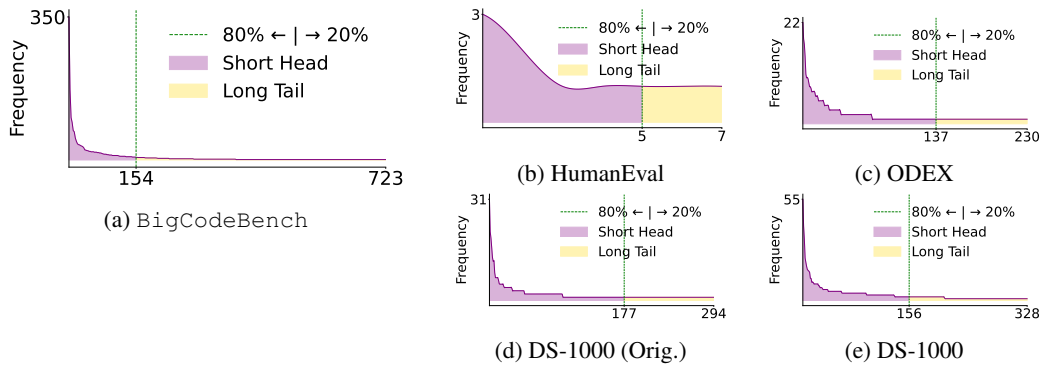 350
Frequency
80% ← | → 20%
Short Head
Long Tail
154
723
(a) BigCodeBench
3
Frequency
80% ← | → 20%
Short Head
Long Tail
5
7
(b) HumanEval
22
Frequency
80% ← | → 20%
Short Head
Long Tail
137
230
(c) ODEX
31
Frequency
80% ← | → 20%
Short Head
Long Tail
177
294
(d) DS-1000 (Orig.)
55
Frequency
80% ← | → 20%
Short Head
Long Tail
156
328
(e) DS-1000